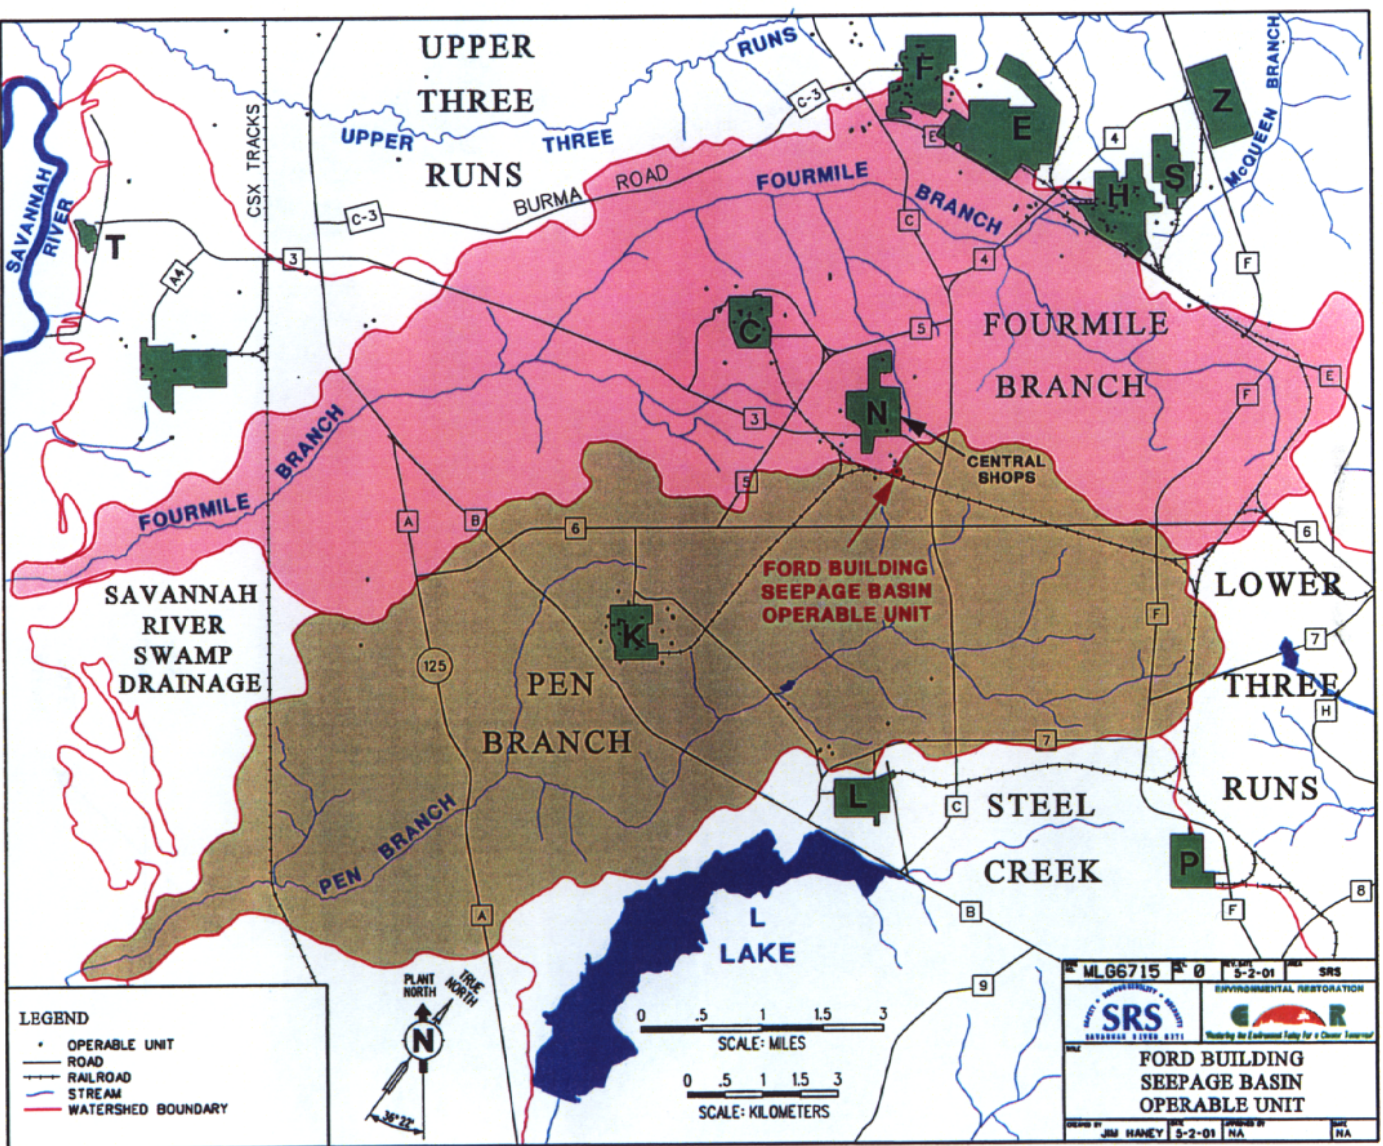 UPPER
THREE
RUNS
UPPER
THREE
RUNS
CSX TRACKS
C-3
C-3
BURMA ROAD
FOURMILE
BRANCH
F
E
E
Z
4
H
S
McQUEEN BRANCH
SAVANNAH
RIVER
T
A4
3
C
4
F
C
5
FOURMILE
BRANCH
N
3
F
E
CENTRAL
SHOPS
5
FOURMILE
BRANCH
A
B
6
6
FORD BUILDING
SEEPAGE BASIN
OPERABLE UNIT
LOWER
THREE
RUNS
SAVANNAH
RIVER
SWAMP
DRAINAGE
K
F
7
125
H
PEN
BRANCH
7
PEN
BRANCH
L
C
STEEL
CREEK
P
A
L
LAKE
B
F
8
9
PLANT
NORTH
TRUE
NORTH
N
36° 22'
0 .5 1 1.5 3
SCALE: MILES
0 .5 1 1.5 3
SCALE: KILOMETERS
LEGEND
OPERABLE UNIT
ROAD
RAILROAD
STREAM
WATERSHED BOUNDARY
MLG6715 0 5-2-01 SRS
SRS
SAVANNAH RIVER SITE
ENVIRONMENTAL RESTORATION
E R
TITLE
FORD BUILDING
SEEPAGE BASIN
OPERABLE UNIT
JIM HANEY 5-2-01 NA NA